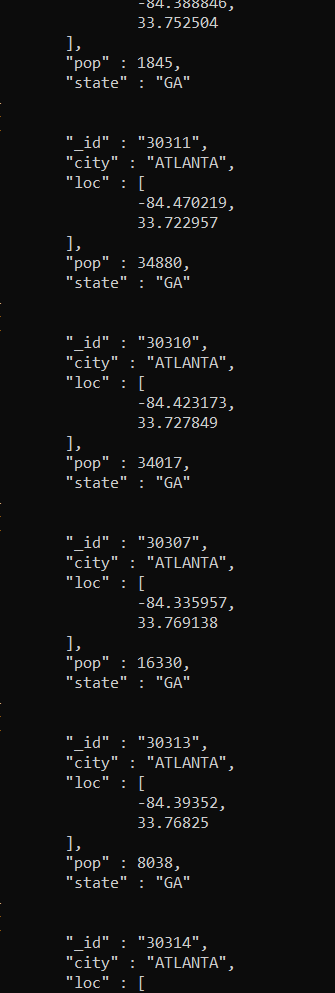 -84.388846,
33.752504
],
"pop" : 1845,
"state" : "GA"
"_id" : "30311",
"city" : "ATLANTA",
"loc" : [
-84.470219,
33.722957
],
"pop" : 34880,
"state" : "GA"
"_id" : "30310",
"city" : "ATLANTA",
"loc" : [
-84.423173,
33.727849
],
"pop" : 34017,
"state" : "GA"
"_id" : "30307",
"city" : "ATLANTA",
"loc" : [
-84.335957,
33.769138
],
"pop" : 16330,
"state" : "GA"
"_id" : "30313",
"city" : "ATLANTA",
"loc" : [
-84.39352,
33.76825
],
"pop" : 8038,
"state" : "GA"
"_id" : "30314",
"city" : "ATLANTA",
"loc" : [